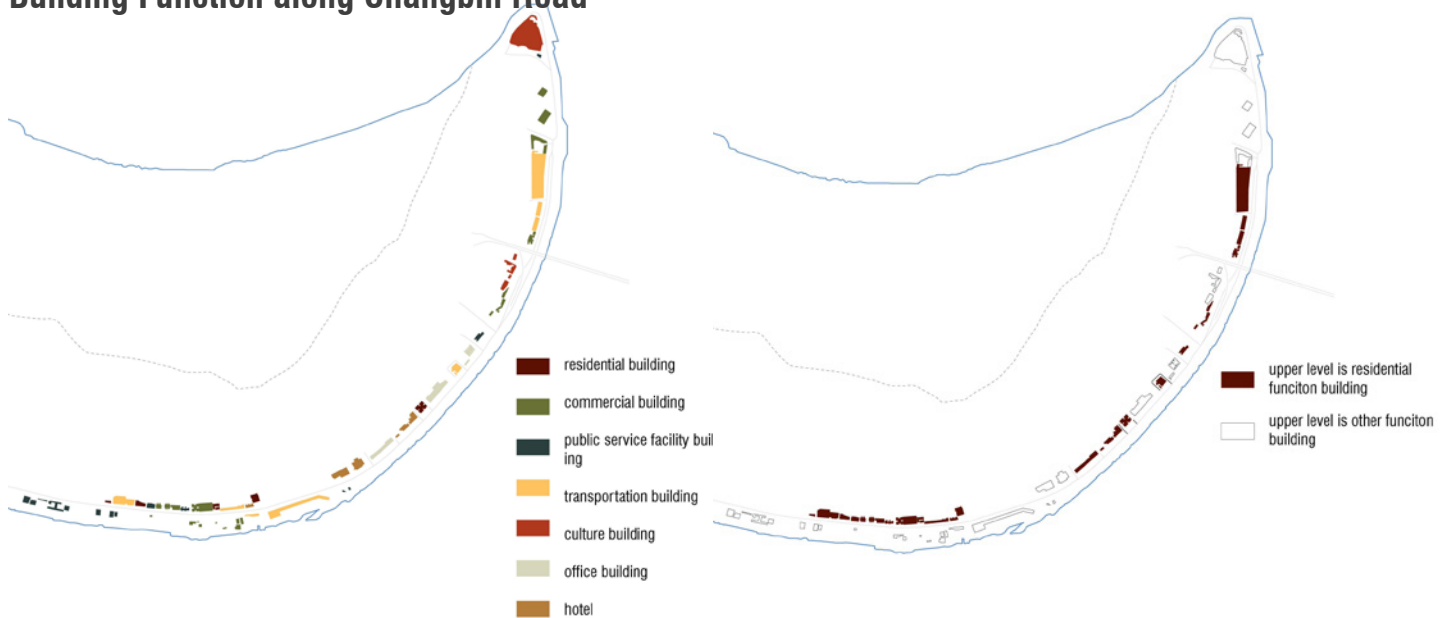 Building Function along Changbin Road
residential building
commercial building
public service facility buil
ing
transportation building
culture building
office building
hotel
upper level is residential
funciton building
upper level is other funciton
building